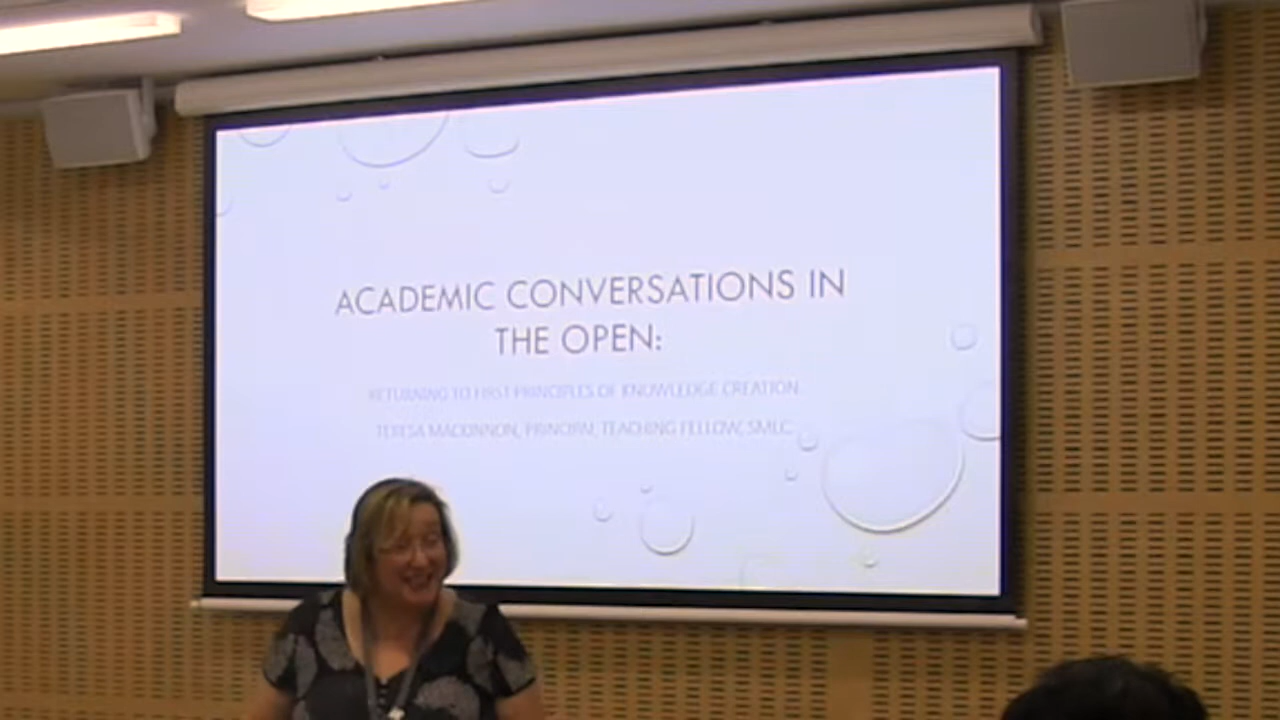 ACADEMIC CONVERSATIONS IN
THE OPEN:
RETURNING TO FIRST PRINCIPLES OF KNOWLEDGE CREATION
TERESA MACKINNON, PRINCIPAL TEACHING FELLOW, SMLC